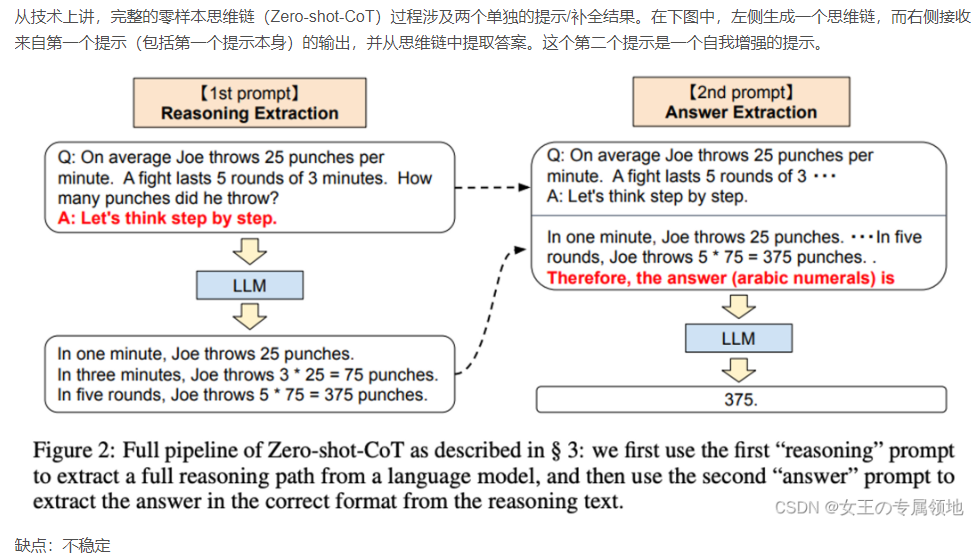 从技术上讲，完整的零样本思维链（Zero-shot-CoT）过程涉及两个单独的提示/补全结果。在下图中，左侧生成一个思维链，而右侧接收
来自第一个提示（包括第一个提示本身）的输出，并从思维链中提取答案。这个第二个提示是一个自我增强的提示。
【1st prompt】
Reasoning Extraction
Q: On average Joe throws 25 punches per
minute. A fight lasts 5 rounds of 3 minutes. How
many punches did he throw?
A: Let's think step by step.
LLM
In one minute, Joe throws 25 punches.
In three minutes, Joe throws 3 * 25 = 75 punches.
In five rounds, Joe throws 5 * 75 = 375 punches.
【2nd prompt】
Answer Extraction
Q: On average Joe throws 25 punches per
minute. A fight lasts 5 rounds of 3 ･･･
A: Let's think step by step.
In one minute, Joe throws 25 punches. ･･･In five
rounds, Joe throws 5 * 75 = 375 punches. .
Therefore, the answer (arabic numerals) is
LLM
375.
Figure 2: Full pipeline of Zero-shot-CoT as described in § 3: we first use the first “reasoning” prompt
to extract a full reasoning path from a language model, and then use the second “answer” prompt to
extract the answer in the correct format from the reasoning text.
CSDN @女王の专属领地
缺点：不稳定